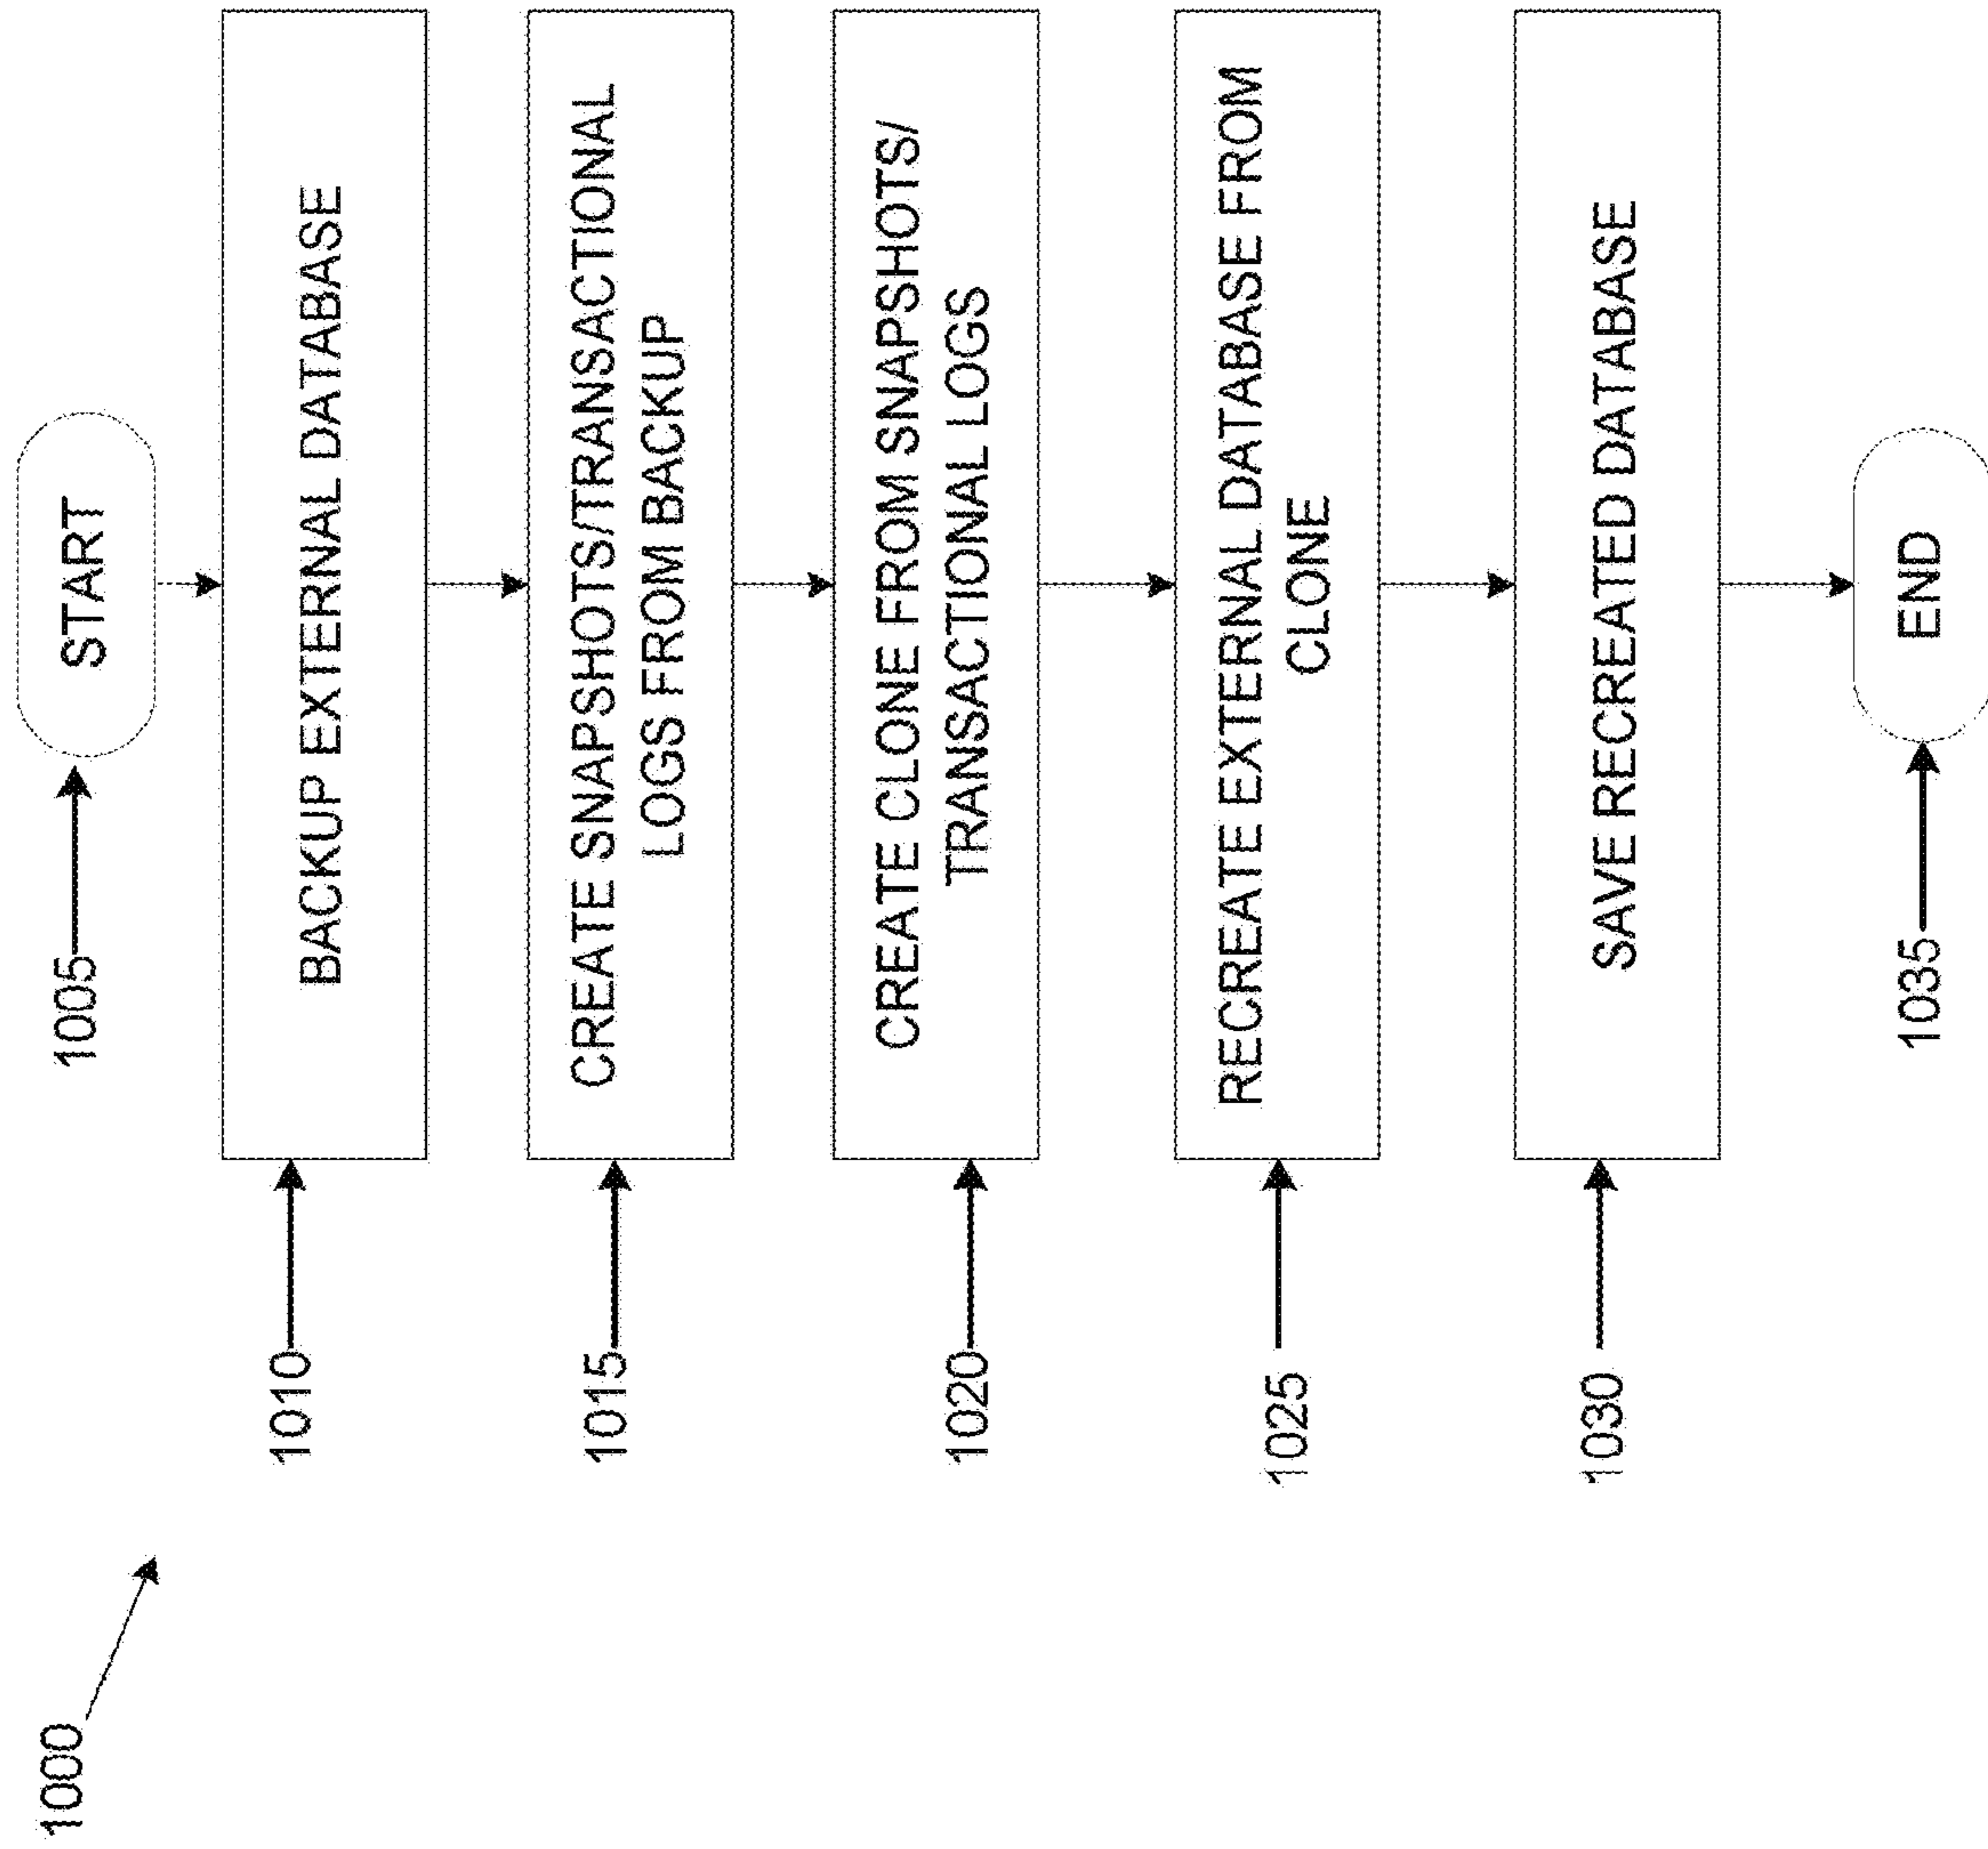 1000
1005
START
1010
BACKUP EXTERNAL DATABASE
1015
CREATE SNAPSHOTS/TRANSACTIONAL
LOGS FROM BACKUP
1020
CREATE CLONE FROM SNAPSHOTS/
TRANSACTIONAL LOGS
1025
RECREATE EXTERNAL DATABASE FROM
CLONE
1030
SAVE RECREATED DATABASE
1035
END